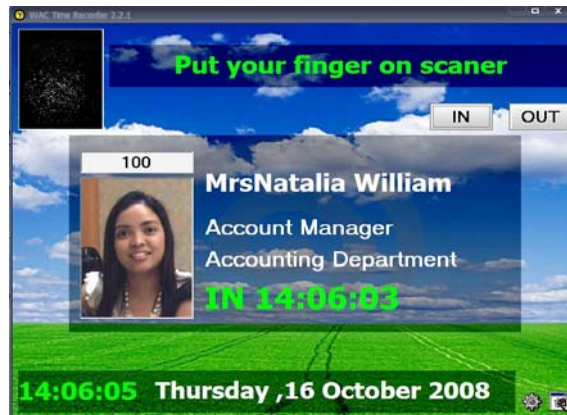 WAC Time Recorder 2.2.1
Put your finger on scaner
IN OUT
100
MrsNatalia William
Account Manager
Accounting Department
IN 14:06:03
14:06:05 Thursday ,16 October 2008